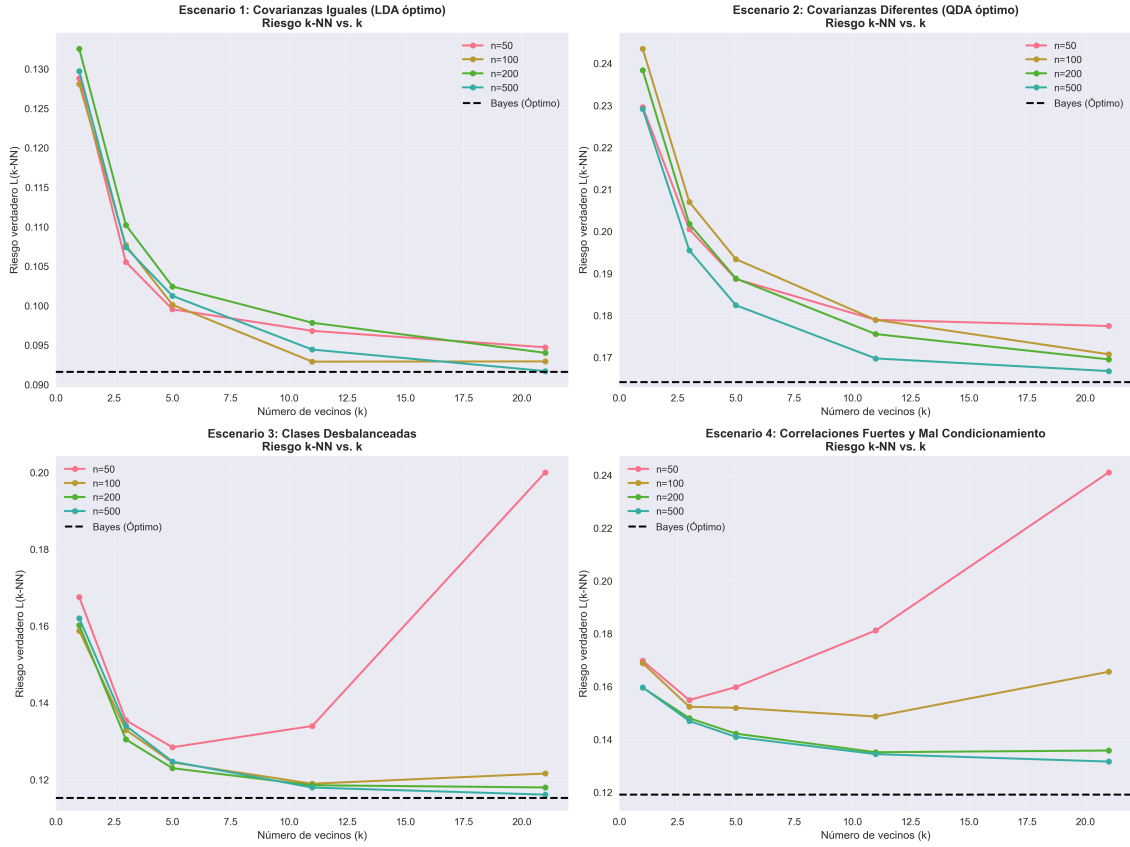 Escenario 1: Covarianzas Iguales (LDA óptimo)
Riesgo k-NN vs. k
Riesgo verdadero L(k-NN)
0.130
0.125
0.120
0.115
0.110
0.105
0.100
0.095
0.090
n=50
n=100
n=200
n=500
Bayes (Óptimo)
0.0 2.5 5.0 7.5 10.0 12.5 15.0 17.5 20.0
Número de vecinos (k)
Escenario 2: Covarianzas Diferentes (QDA óptimo)
Riesgo k-NN vs. k
Riesgo verdadero L(k-NN)
0.24
0.23
0.22
0.21
0.20
0.19
0.18
0.17
n=50
n=100
n=200
n=500
Bayes (Óptimo)
0.0 2.5 5.0 7.5 10.0 12.5 15.0 17.5 20.0
Número de vecinos (k)
Escenario 3: Clases Desbalanceadas
Riesgo k-NN vs. k
Riesgo verdadero L(k-NN)
0.20
0.18
0.16
0.14
0.12
n=50
n=100
n=200
n=500
Bayes (Óptimo)
0.0 2.5 5.0 7.5 10.0 12.5 15.0 17.5 20.0
Número de vecinos (k)
Escenario 4: Correlaciones Fuertes y Mal Condicionamiento
Riesgo k-NN vs. k
Riesgo verdadero L(k-NN)
0.24
0.22
0.20
0.18
0.16
0.14
0.12
n=50
n=100
n=200
n=500
Bayes (Óptimo)
0.0 2.5 5.0 7.5 10.0 12.5 15.0 17.5 20.0
Número de vecinos (k)